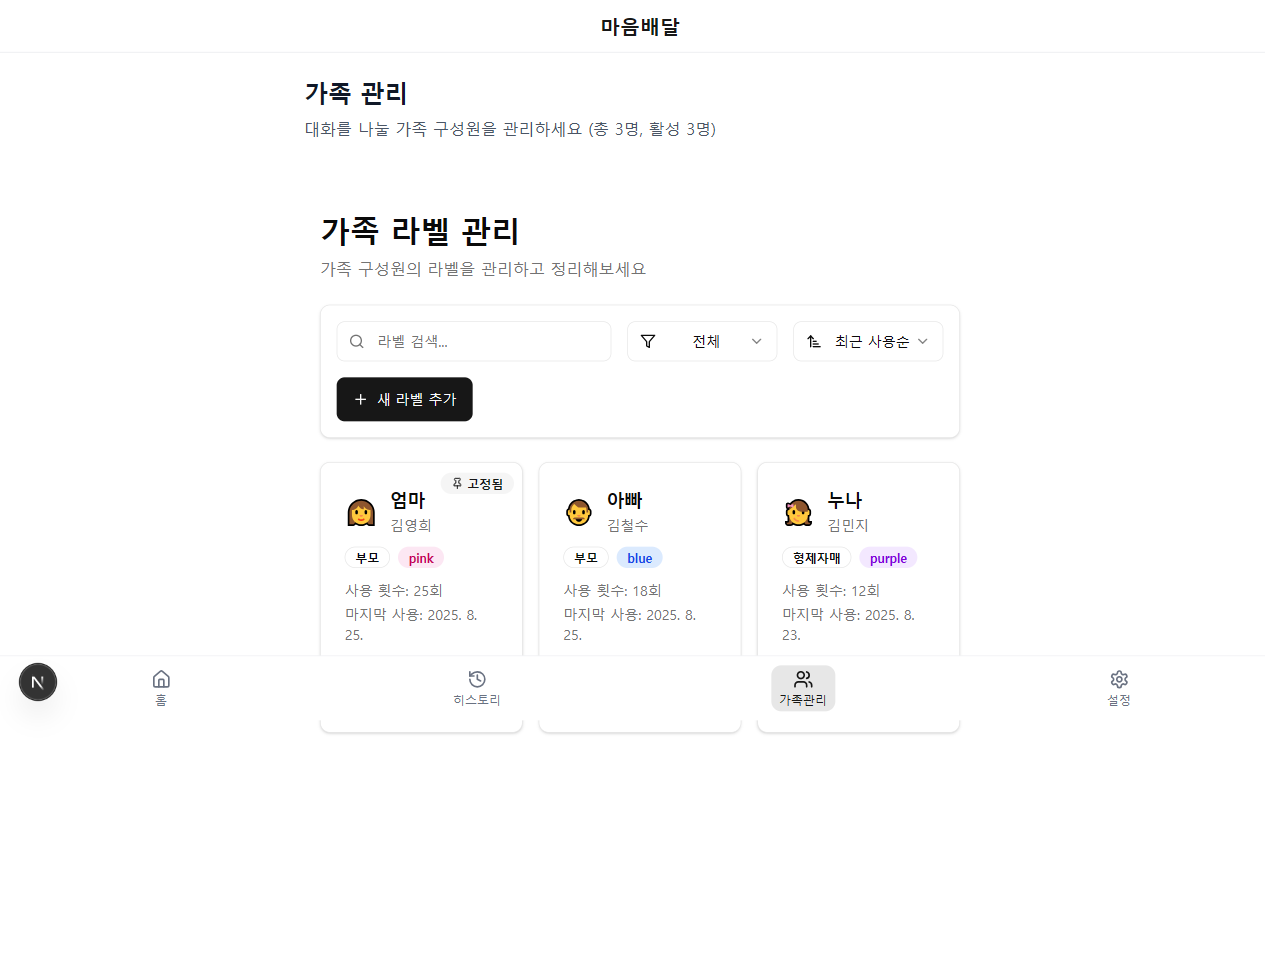 마음배달
가족 관리
대화를 나눌 가족 구성원을 관리하세요 (총 3명, 활성 3명)
가족 라벨 관리
가족 구성원의 라벨을 관리하고 정리해보세요
라벨 검색...
전체
최근 사용순
새 라벨 추가
고정됨
엄마
김영희
부모
pink
사용 횟수: 25회
마지막 사용: 2025. 8.
25.
아빠
김철수
부모
blue
사용 횟수: 18회
마지막 사용: 2025. 8.
25.
누나
김민지
형제자매
purple
사용 횟수: 12회
마지막 사용: 2025. 8.
23.
N
홈
히스토리
가족관리
설정